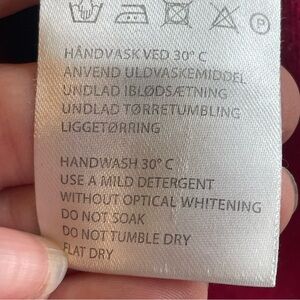 HÅNDVASK VED 30° C
ANVEND ULDVASKEMIDDEL
UNDLAD IBLØDSÆTNING
UNDLAD TØRRETUMBLING
LIGGETØRRING
HANDWASH 30° C
USE A MILD DETERGENT
WITHOUT OPTICAL WHITENING
DO NOT SOAK
DO NOT TUMBLE DRY
FLAT DRY